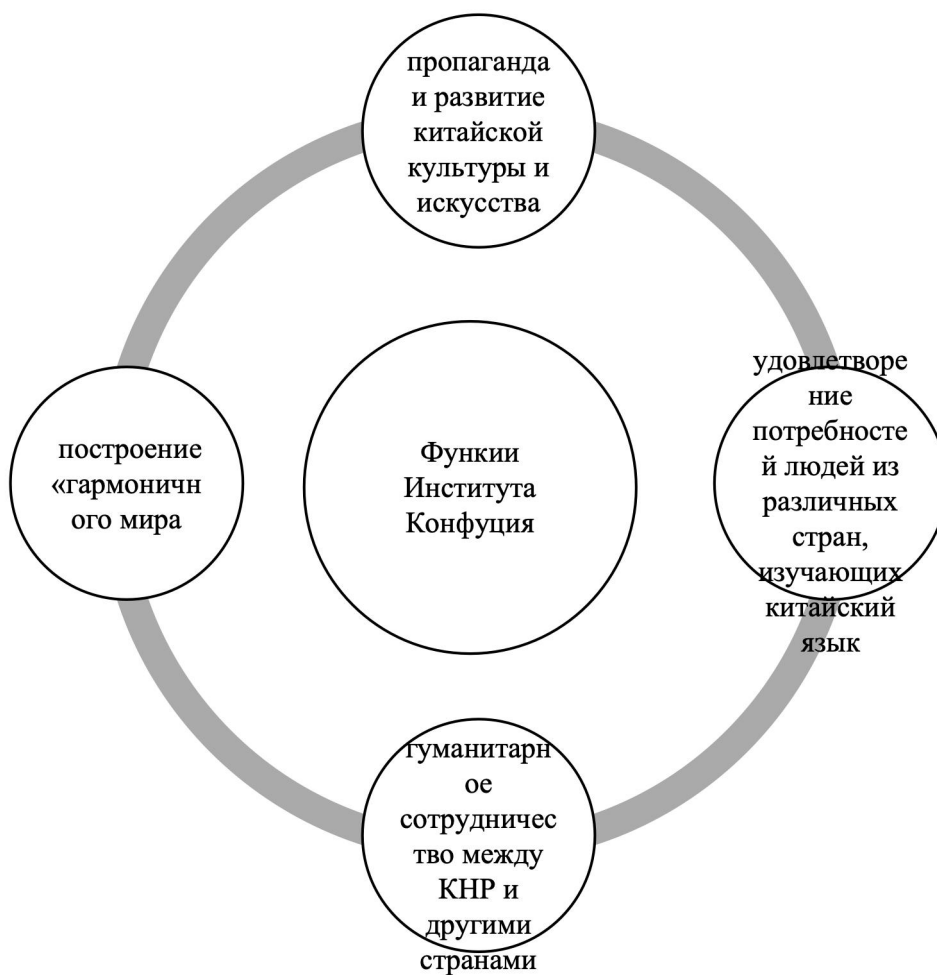 пропаганда
и развитие
китайской
культуры и
искусства
удовлетворе
ние
потребносте
й людей из
различных
стран,
изучающих
китайский
язык
гуманитарн
ое
сотрудничес
тво между
КНР и
другими
странами
построение
«гармоничн
ого мира
Функии
Института
Конфуция